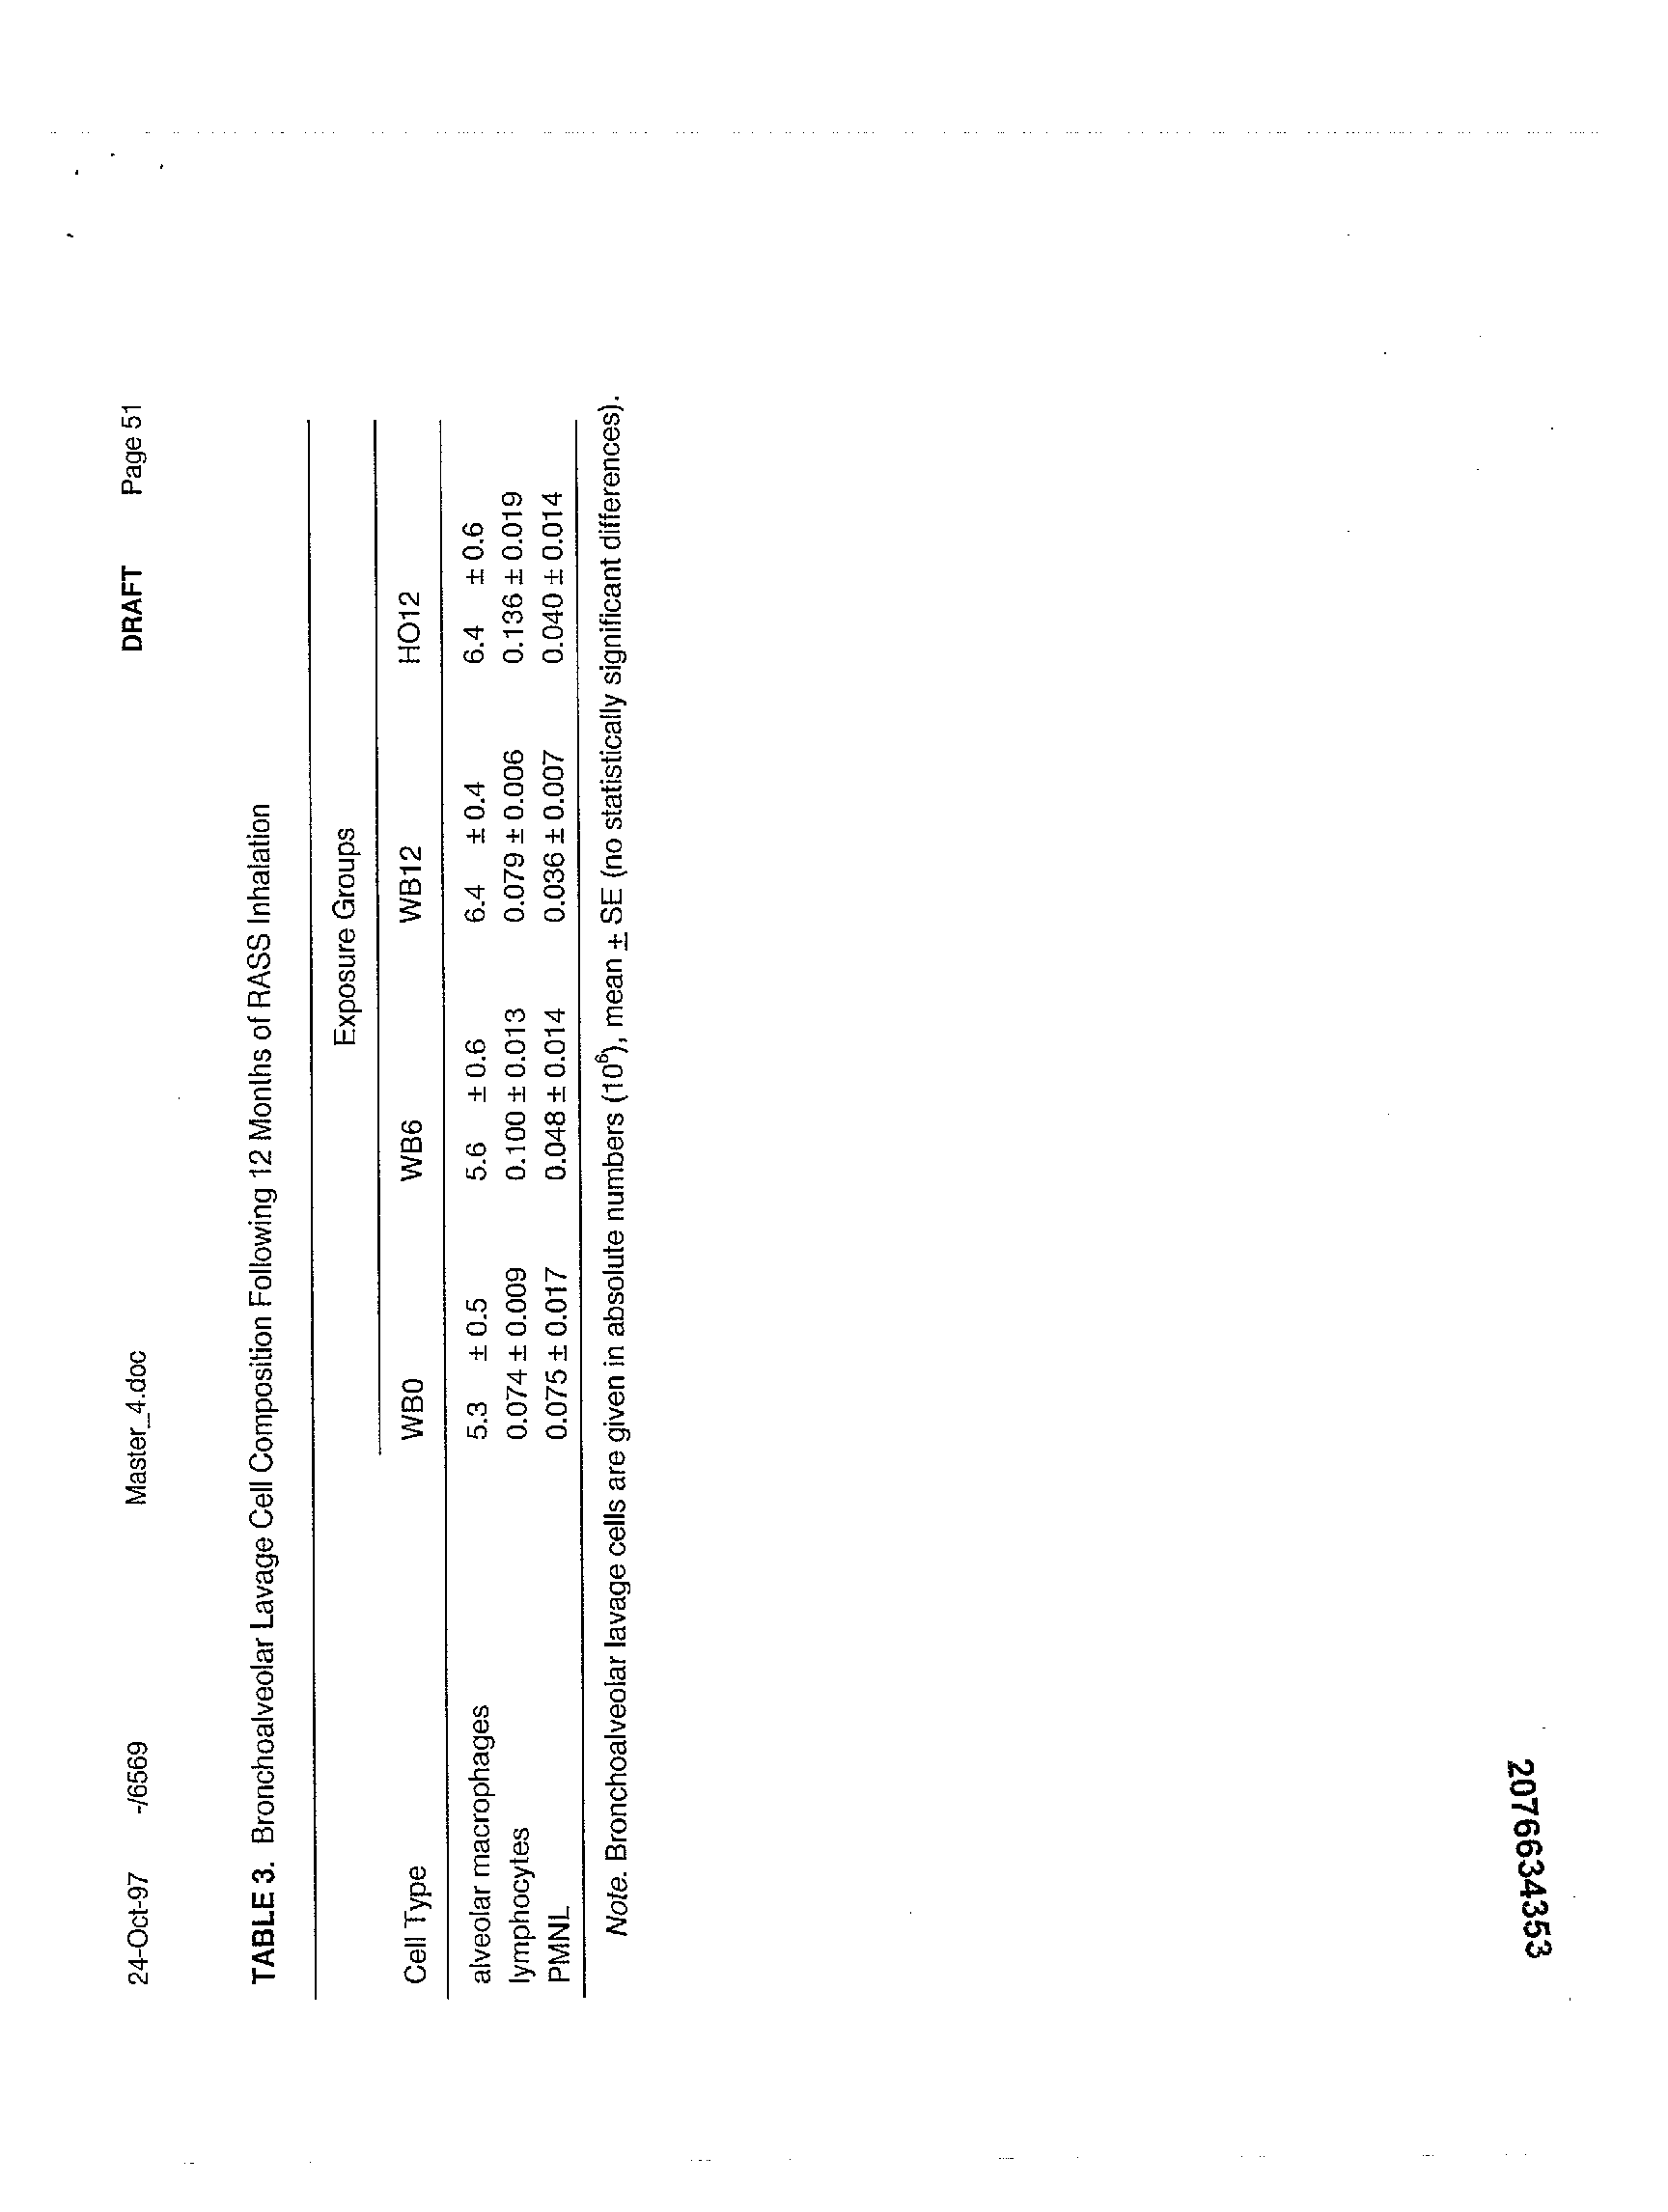 24-Oct-97 -/6569 Master_4.doc DRAFT Page 51
TABLE 3. Bronchoalveolar Lavage Cell Composition Following 12 Months of RASS Inhalation
Exposure Groups
Cell Type WB0 WB6 WB12 HO12
alveolar macrophages 5.3 ± 0.5 5.6 ± 0.6 6.4 ± 0.4 6.4 ± 0.6
lymphocytes 0.074 ± 0.009 0.100 ± 0.013 0.079 ± 0.006 0.136 ± 0.019
PMNL 0.075 ± 0.017 0.048 ± 0.014 0.036 ± 0.007 0.040 ± 0.014
Note. Bronchoalveolar lavage cells are given in absolute numbers (10⁶), mean ± SE (no statistically significant differences).
2076634353